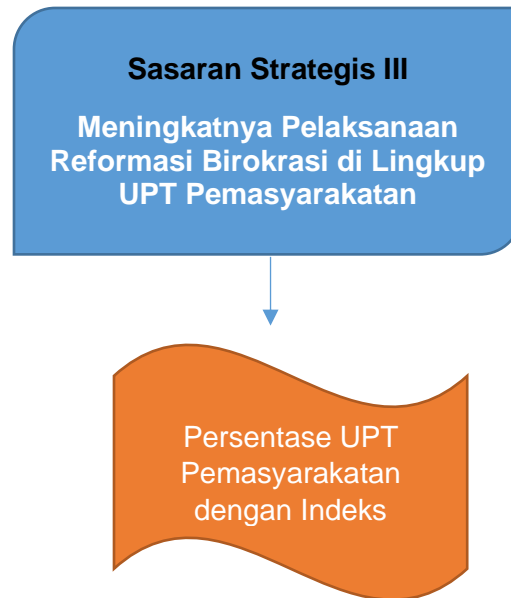 Sasaran Strategis III
Meningkatnya Pelaksanaan
Reformasi Birokrasi di Lingkup
UPT Pemasyarakatan
Persentase UPT
Pemasyarakatan
dengan Indeks